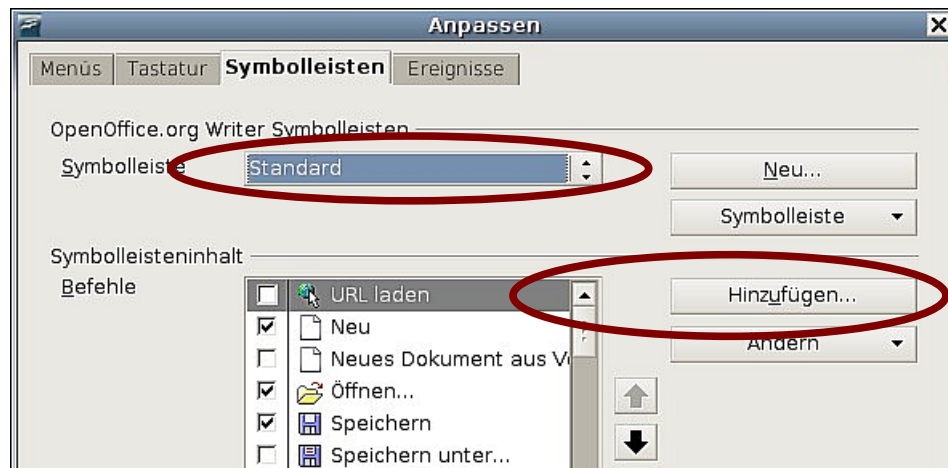 Anpassen
Menüs Tastatur Symbolleisten Ereignisse
OpenOffice.org Writer Symbolleisten
Symbolleiste Standard Neu...
Symbolleiste
Symbolleisteninhalt
Befehle URL laden Hinzufügen...
Neu
Ändern
Neues Dokument aus
Öffnen...
Speichern
Speichern unter...